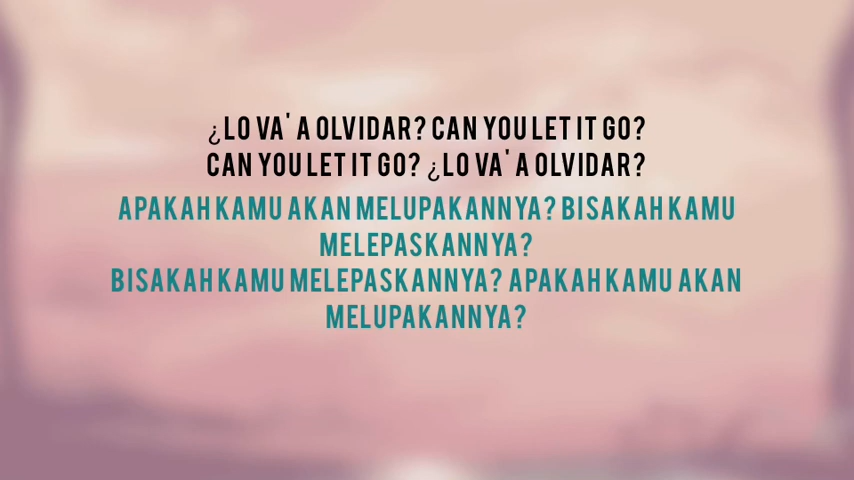 ¿LO VA' A OLVIDAR? CAN YOU LET IT GO?
CAN YOU LET IT GO? ¿LO VA' A OLVIDAR?
APAKAH KAMU AKAN MELUPAKANNYA? BISAKAH KAMU
MELEPASKANNYA?
BISAKAH KAMU MELEPASKANNYA? APAKAH KAMU AKAN
MELUPAKANNYA?